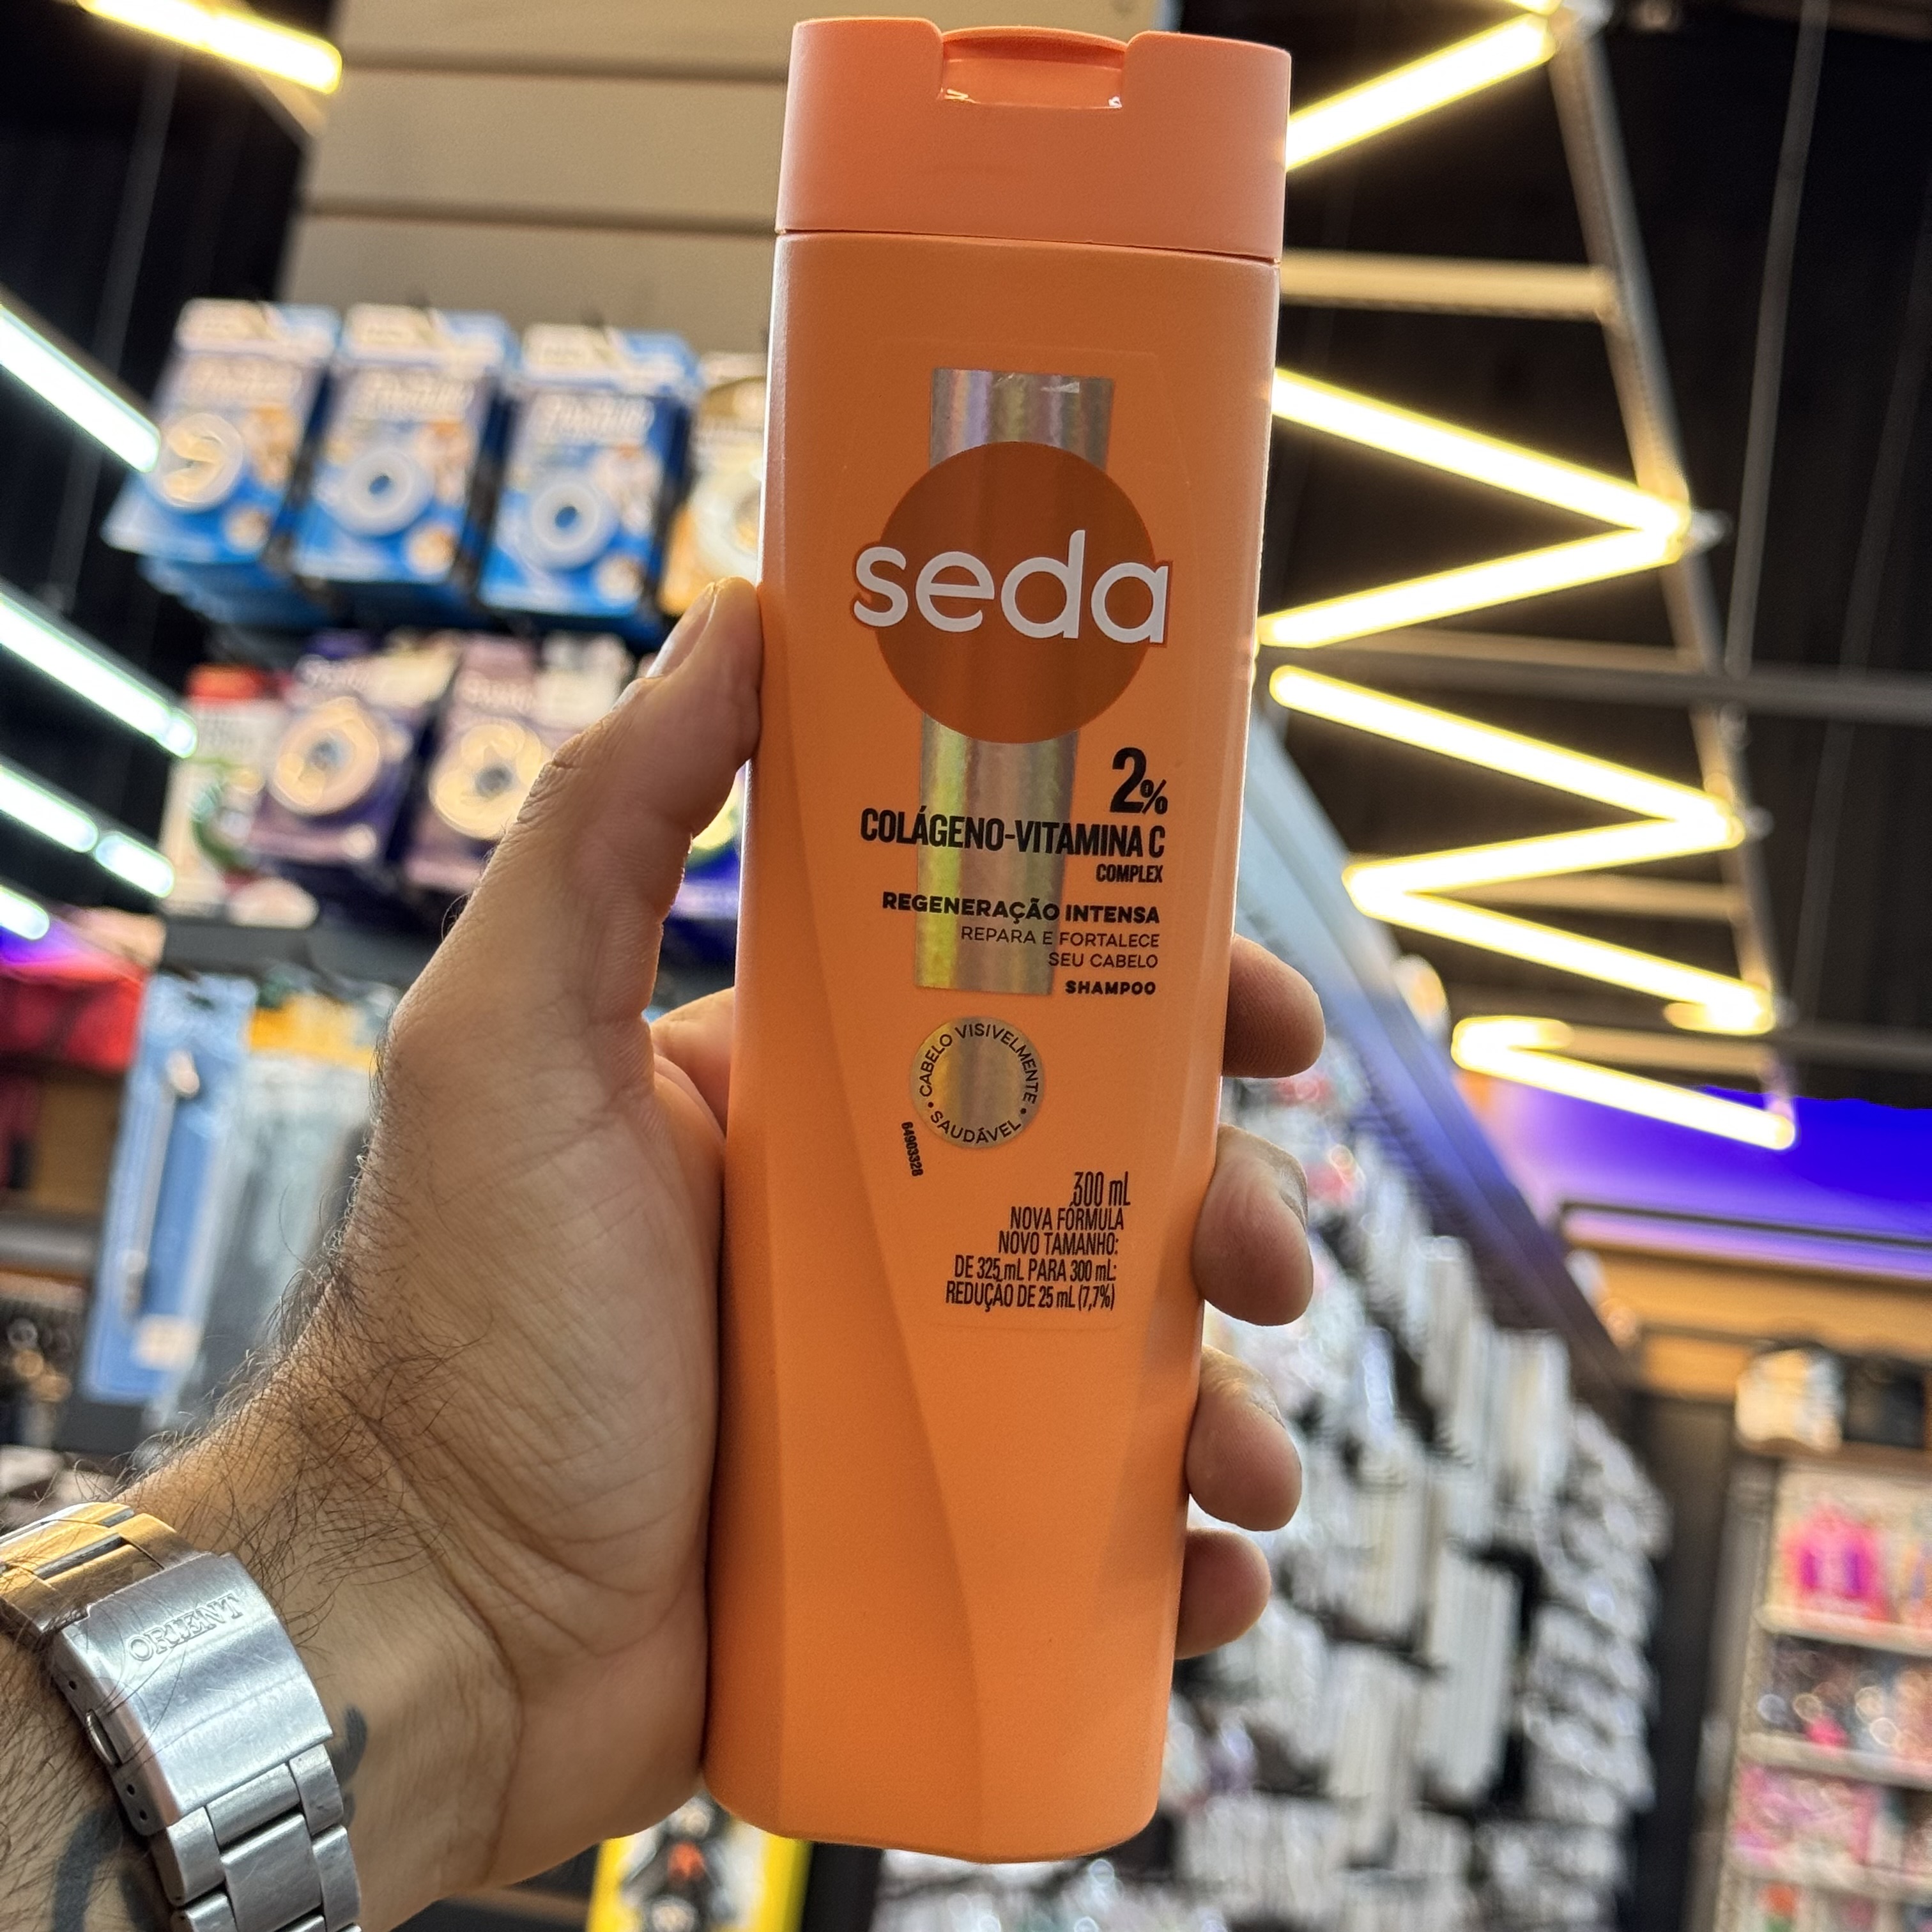 seda
2%
COLÁGENO-VITAMINA C
COMPLEX
REGENERAÇÃO INTENSA
REPARA E FORTALECE
SEU CABELO
SHAMPOO
• CABELO VISIVELMENTE •
SAUDÁVEL
64903328
300 mL
NOVA FÓRMULA
NOVO TAMANHO:
DE 325 mL PARA 300 mL:
REDUÇÃO DE 25 mL (7,7%)
ORIENT